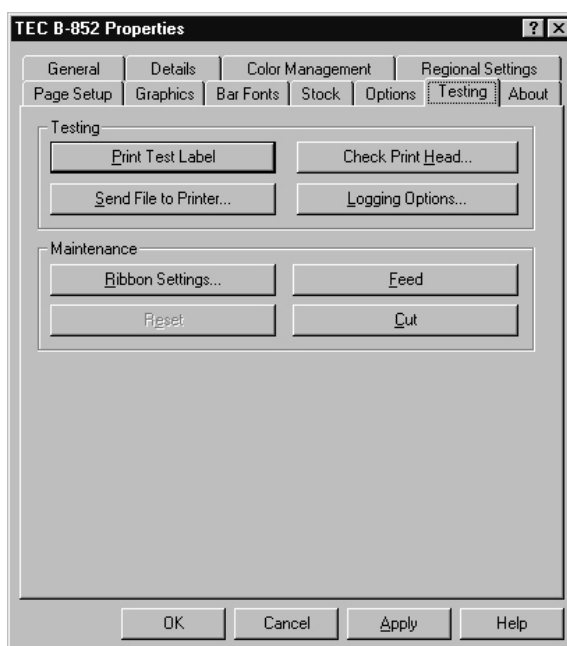 TEC B-852 Properties ? ×
General Details Color Management Regional Settings
Page Setup Graphics Bar Fonts Stock Options Testing About
Testing
Print Test Label Check Print Head...
Send File to Printer... Logging Options...
Maintenance
Ribbon Settings... Feed
Reset Cut
OK Cancel Apply Help